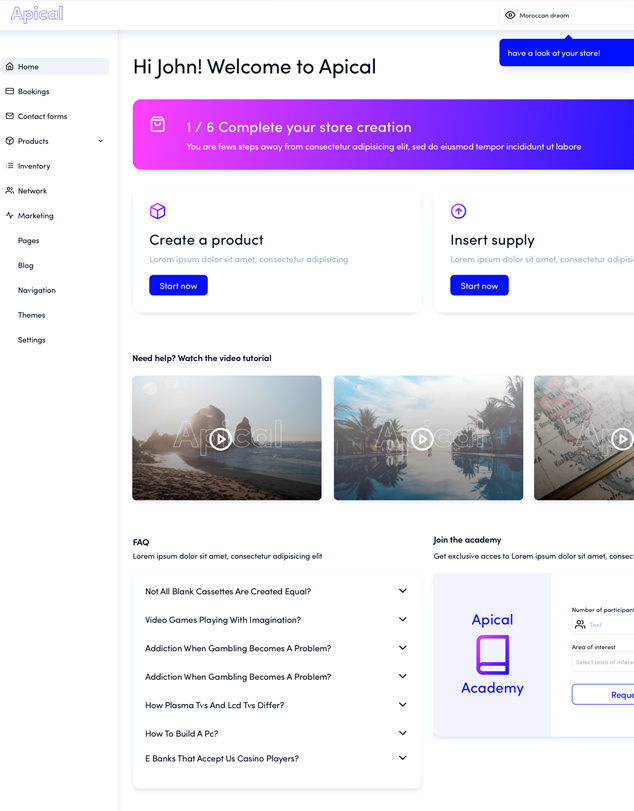 Apical
Moroccan dream
have a look at your store!
Home
Bookings
Contact forms
Products
Inventory
Network
Marketing
Pages
Blog
Navigation
Themes
Settings
Hi John! Welcome to Apical
1 / 6 Complete your store creation
You are fews steps away from consectetur adipisicing elit, sed do eiusmod tempor incididunt ut labore
Create a product
Lorem ipsum dolor sit amet, consectetur adipisicing
Start now
Insert supply
Lorem ipsum dolor sit amet, consectetur
Start now
Need help? Watch the video tutorial
Apical
Apical
FAQ
Lorem ipsum dolor sit amet, consectetur adipisicing elit
Not All Blank Cassettes Are Created Equal?
Video Games Playing With Imagination?
Addiction When Gambling Becomes A Problem?
Addiction When Gambling Becomes A Problem?
How Plasma Tvs And Lcd Tvs Differ?
How To Build A Pc?
E Banks That Accept Us Casino Players?
Join the academy
Get exclusive acces to Lorem ipsum dolor sit amet,
Apical
Academy
Number of participan
Text
Area of interest
Select area of intere
Reque